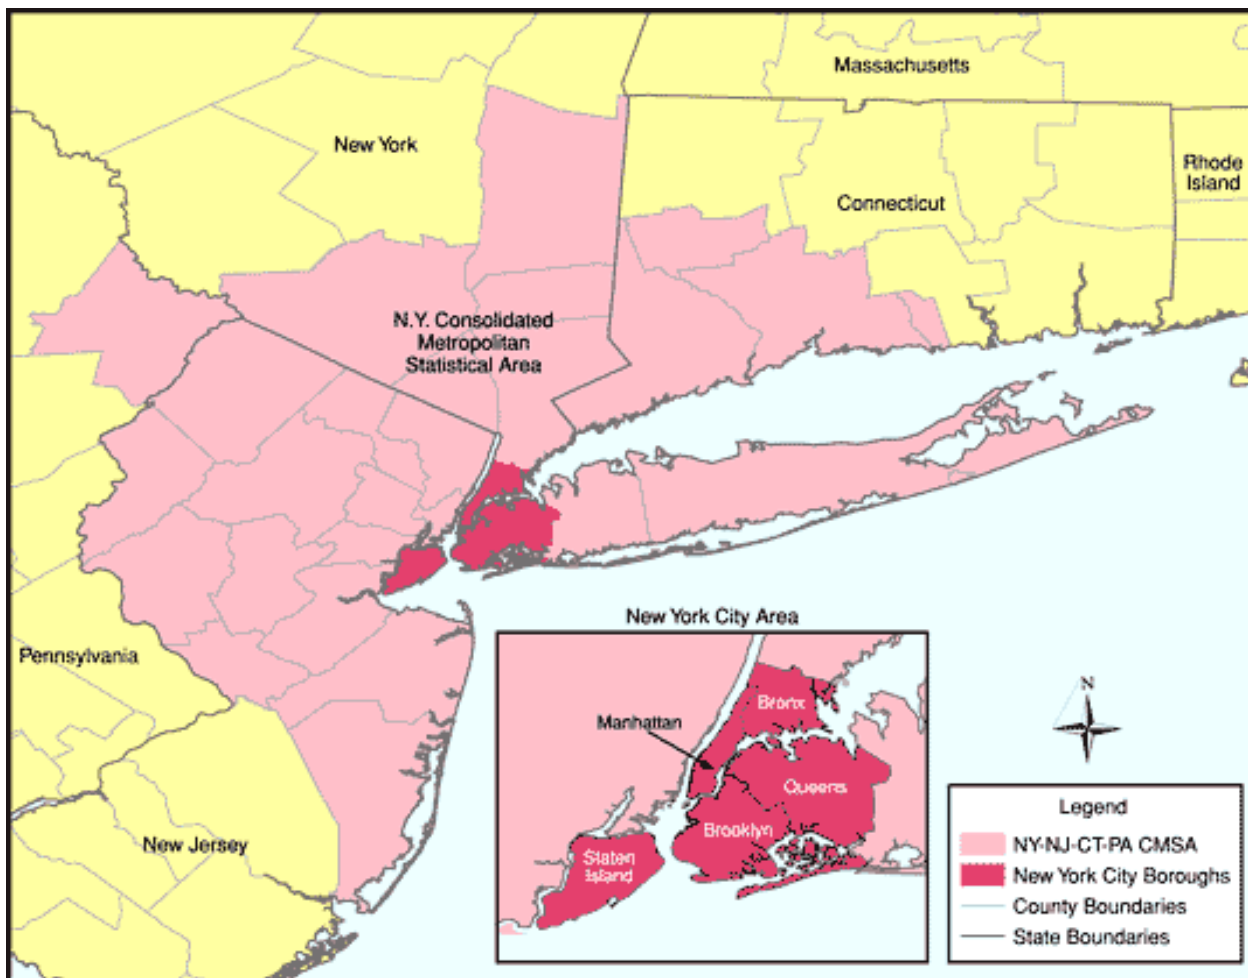 Massachusetts
New York
Rhode
Island
Connecticut
N.Y. Consolidated
Metropolitan
Statistical Area
New York City Area
Pennsylvania
N
Bronx
Manhattan
Queens
Brooklyn
Staten
Island
New Jersey
Legend
NY-NJ-CT-PA CMSA
New York City Boroughs
County Boundaries
State Boundaries